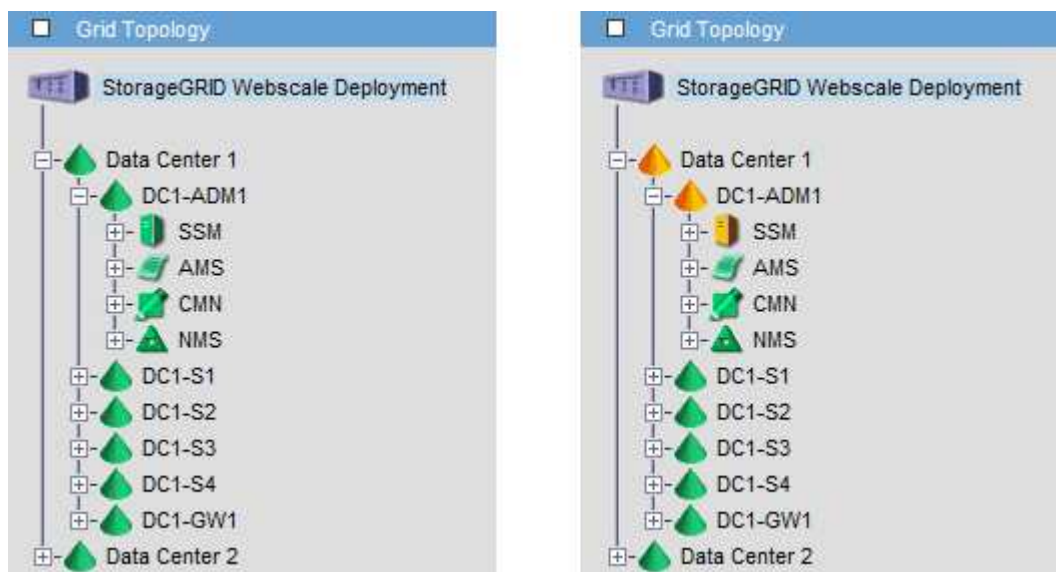 Grid Topology
StorageGRID Webscale Deployment
Data Center 1
DC1-ADM1
SSM
AMS
CMN
NMS
DC1-S1
DC1-S2
DC1-S3
DC1-S4
DC1-GW1
Data Center 2
Grid Topology
StorageGRID Webscale Deployment
Data Center 1
DC1-ADM1
SSM
AMS
CMN
NMS
DC1-S1
DC1-S2
DC1-S3
DC1-S4
DC1-GW1
Data Center 2